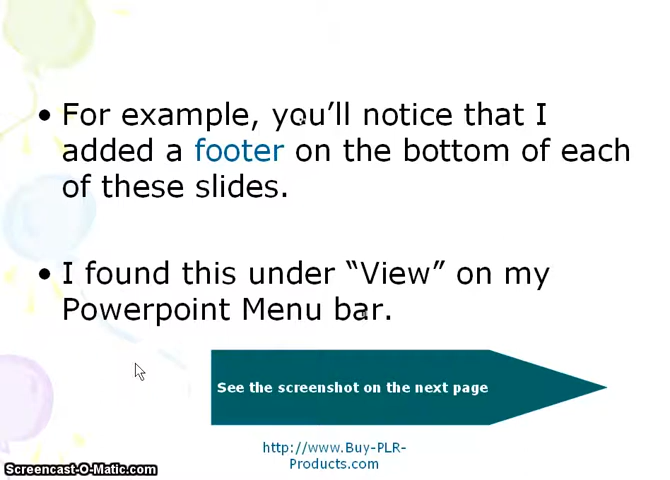 • For example, you’ll notice that I
added a footer on the bottom of each
of these slides.
• I found this under “View” on my
Powerpoint Menu bar.
See the screenshot on the next page
http://www.Buy-PLR-
Products.com
Screencast-O-Matic.com